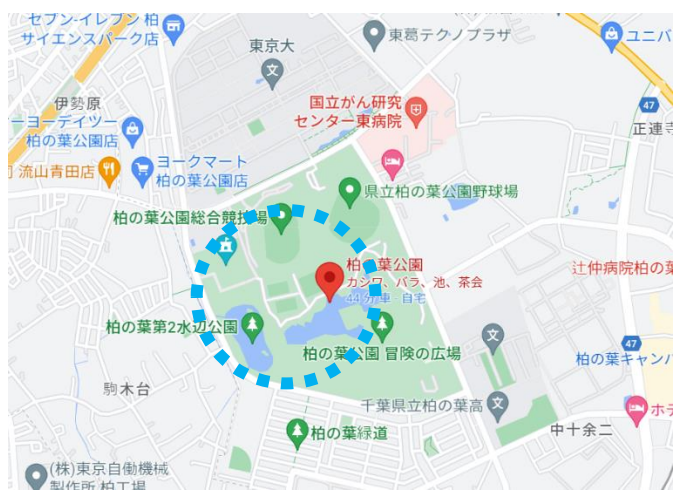 セブン-イレブン 柏
サイエンスパーク店
東京大
東葛テクノプラザ
ユニバ
47
伊勢原
国立がん研究
センター東病院
正連寺
ーヨーデイツー
柏の葉公園店
ヨークマート
柏の葉公園店
流山青田店
県立柏の葉公園野球場
柏の葉公園総合競技場
柏の葉公園
カシワ、バラ、池、茶会
44分/車 - 自宅
辻仲病院柏の葉
柏の葉第2水辺公園
柏の葉公園 冒険の広場
47
柏の葉キャンパ
駒木台
千葉県立柏の葉高
ホテ
柏の葉緑道
中十余二
(株)東京自働機械
製作所 柏工場